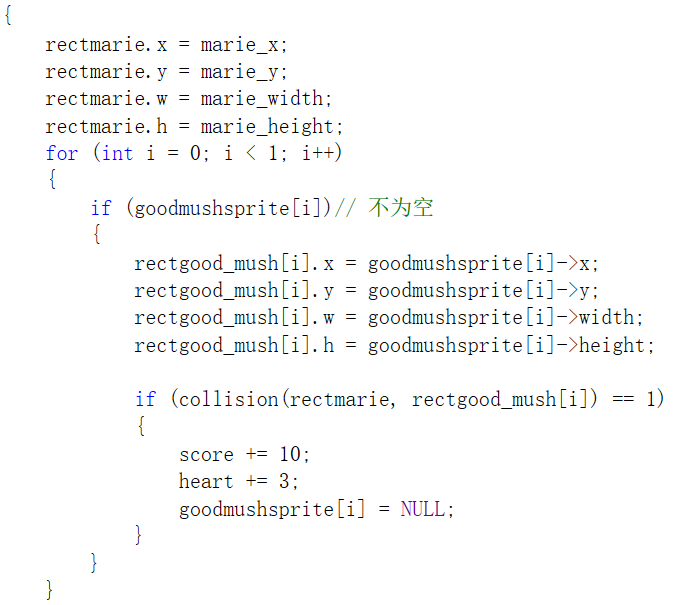 {
    rectmarie.x = marie_x;
    rectmarie.y = marie_y;
    rectmarie.w = marie_width;
    rectmarie.h = marie_height;
    for (int i = 0; i < 1; i++)
    {
        if (goodmushsprite[i])// 不为空
        {
            rectgood_mush[i].x = goodmushsprite[i]->x;
            rectgood_mush[i].y = goodmushsprite[i]->y;
            rectgood_mush[i].w = goodmushsprite[i]->width;
            rectgood_mush[i].h = goodmushsprite[i]->height;

            if (collision(rectmarie, rectgood_mush[i]) == 1)
            {
                score += 10;
                heart += 3;
                goodmushsprite[i] = NULL;
            }
        }
    }